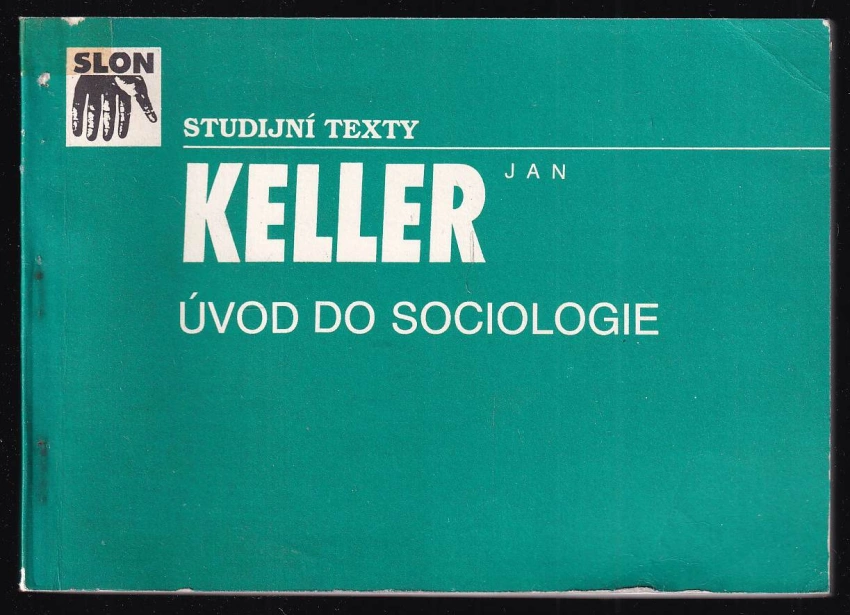 SLON
STUDIJNÍ TEXTY
KELLER JAN
ÚVOD DO SOCIOLOGIE